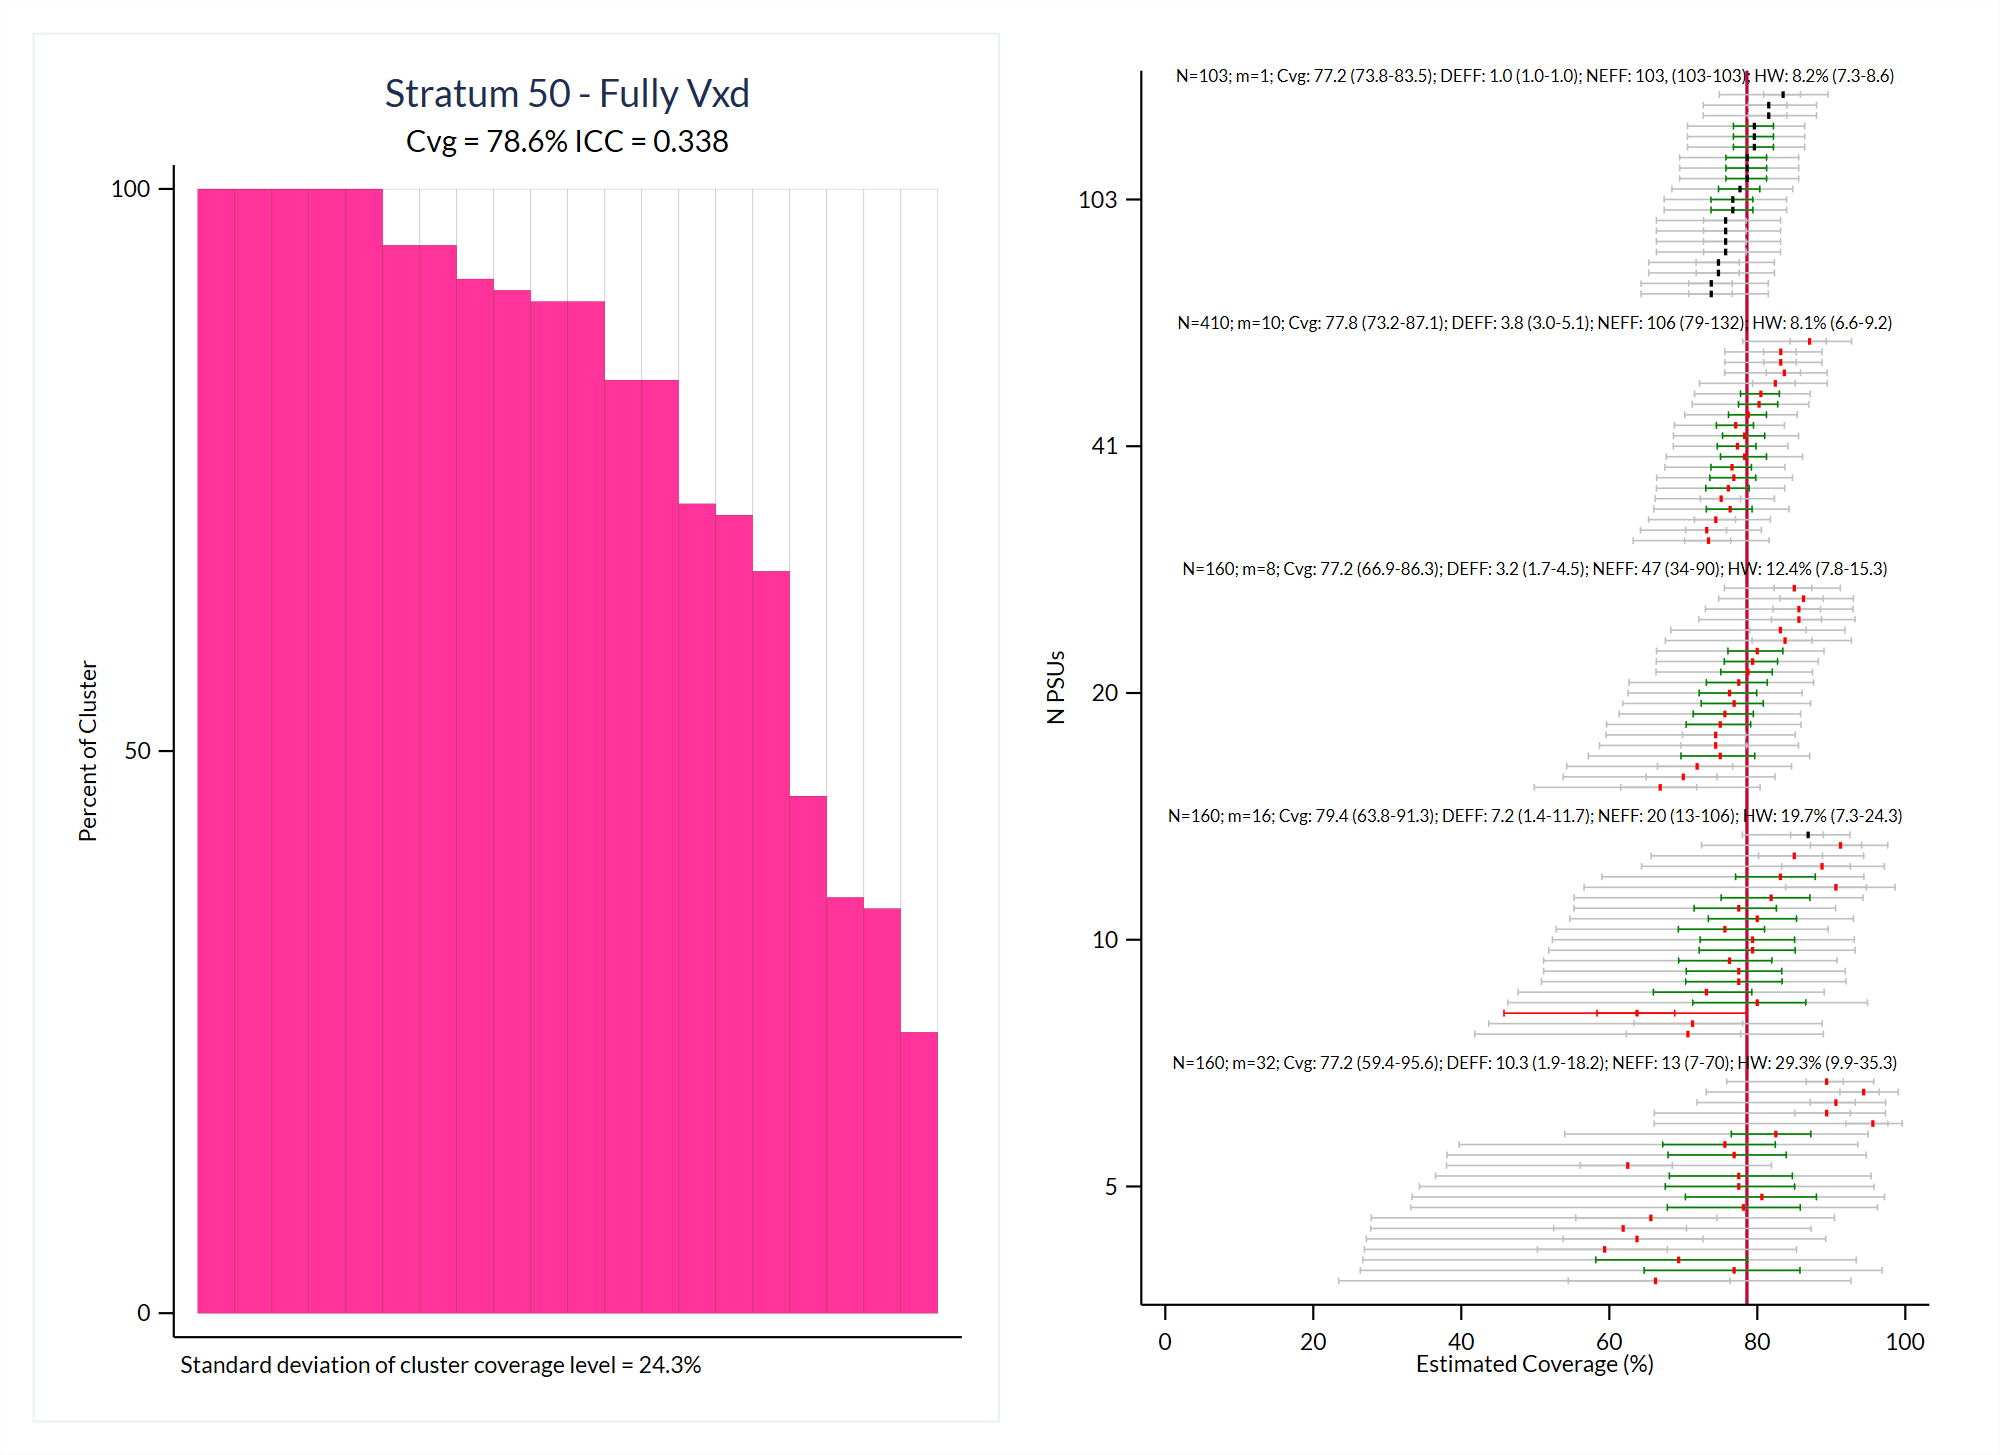 Stratum 50 - Fully Vxd
Cvg = 78.6% ICC = 0.338
100
50
0
Percent of Cluster
Standard deviation of cluster coverage level = 24.3%
N=103; m=1; Cvg: 77.2 (73.8-83.5); DEFF: 1.0 (1.0-1.0); NEFF: 103, (103-103); HW: 8.2% (7.3-8.6)
103
N=410; m=10; Cvg: 77.8 (73.2-87.1); DEFF: 3.8 (3.0-5.1); NEFF: 106 (79-132); HW: 8.1% (6.6-9.2)
41
N=160; m=8; Cvg: 77.2 (66.9-86.3); DEFF: 3.2 (1.7-4.5); NEFF: 47 (34-90); HW: 12.4% (7.8-15.3)
N PSUs
20
N=160; m=16; Cvg: 79.4 (63.8-91.3); DEFF: 7.2 (1.4-11.7); NEFF: 20 (13-106); HW: 19.7% (7.3-24.3)
10
N=160; m=32; Cvg: 77.2 (59.4-95.6); DEFF: 10.3 (1.9-18.2); NEFF: 13 (7-70); HW: 29.3% (9.9-35.3)
5
0 20 40 60 80 100
Estimated Coverage (%)